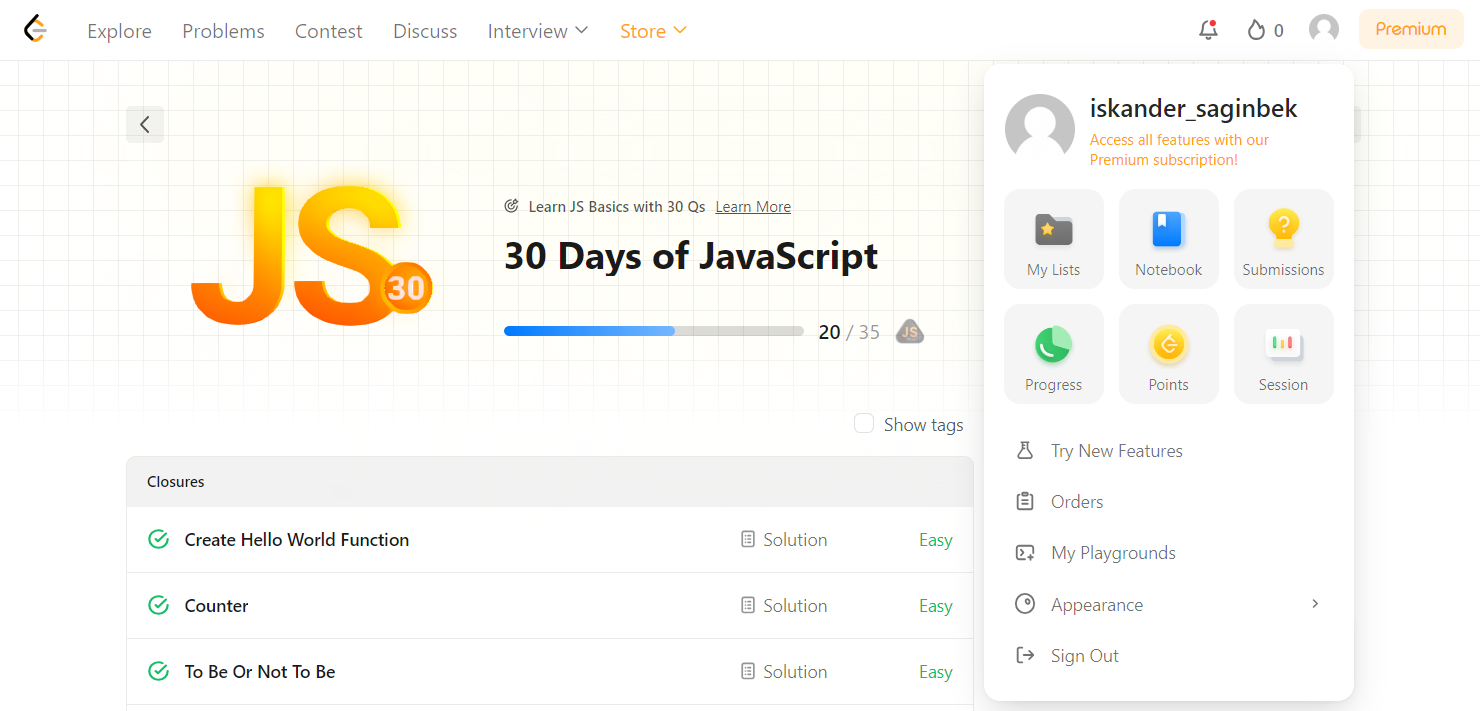 Explore Problems Contest Discuss Interview Store 0 Premium
iskander_saginbek
Access all features with our
Premium subscription!
My Lists Notebook Submissions
Progress Points Session
Try New Features
Orders
My Playgrounds
Appearance
Sign Out
JS 30
Learn JS Basics with 30 Qs Learn More
30 Days of JavaScript
20 / 35 JS
Show tags
Closures
Create Hello World Function Solution Easy
Counter Solution Easy
To Be Or Not To Be Solution Easy